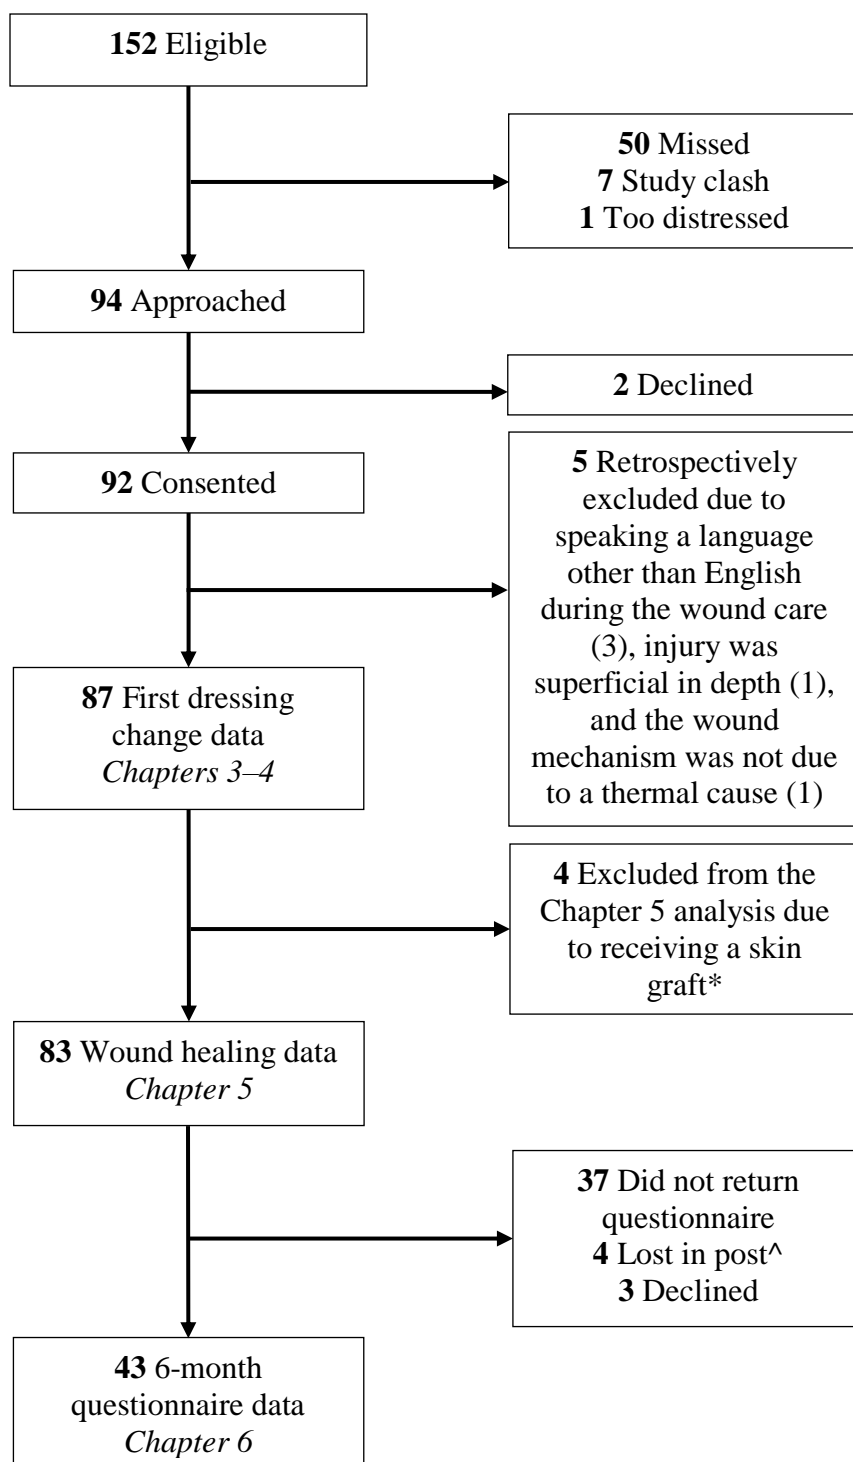 152 Eligible
50 Missed
7 Study clash
1 Too distressed
94 Approached
2 Declined
92 Consented
5 Retrospectively
excluded due to
speaking a language
other than English
during the wound care
(3), injury was
superficial in depth (1),
and the wound
mechanism was not due
to a thermal cause (1)
87 First dressing
change data
Chapters 3–4
4 Excluded from the
Chapter 5 analysis due
to receiving a skin
graft*
83 Wound healing data
Chapter 5
37 Did not return
questionnaire
4 Lost in post^
3 Declined
43 6-month
questionnaire data
Chapter 6